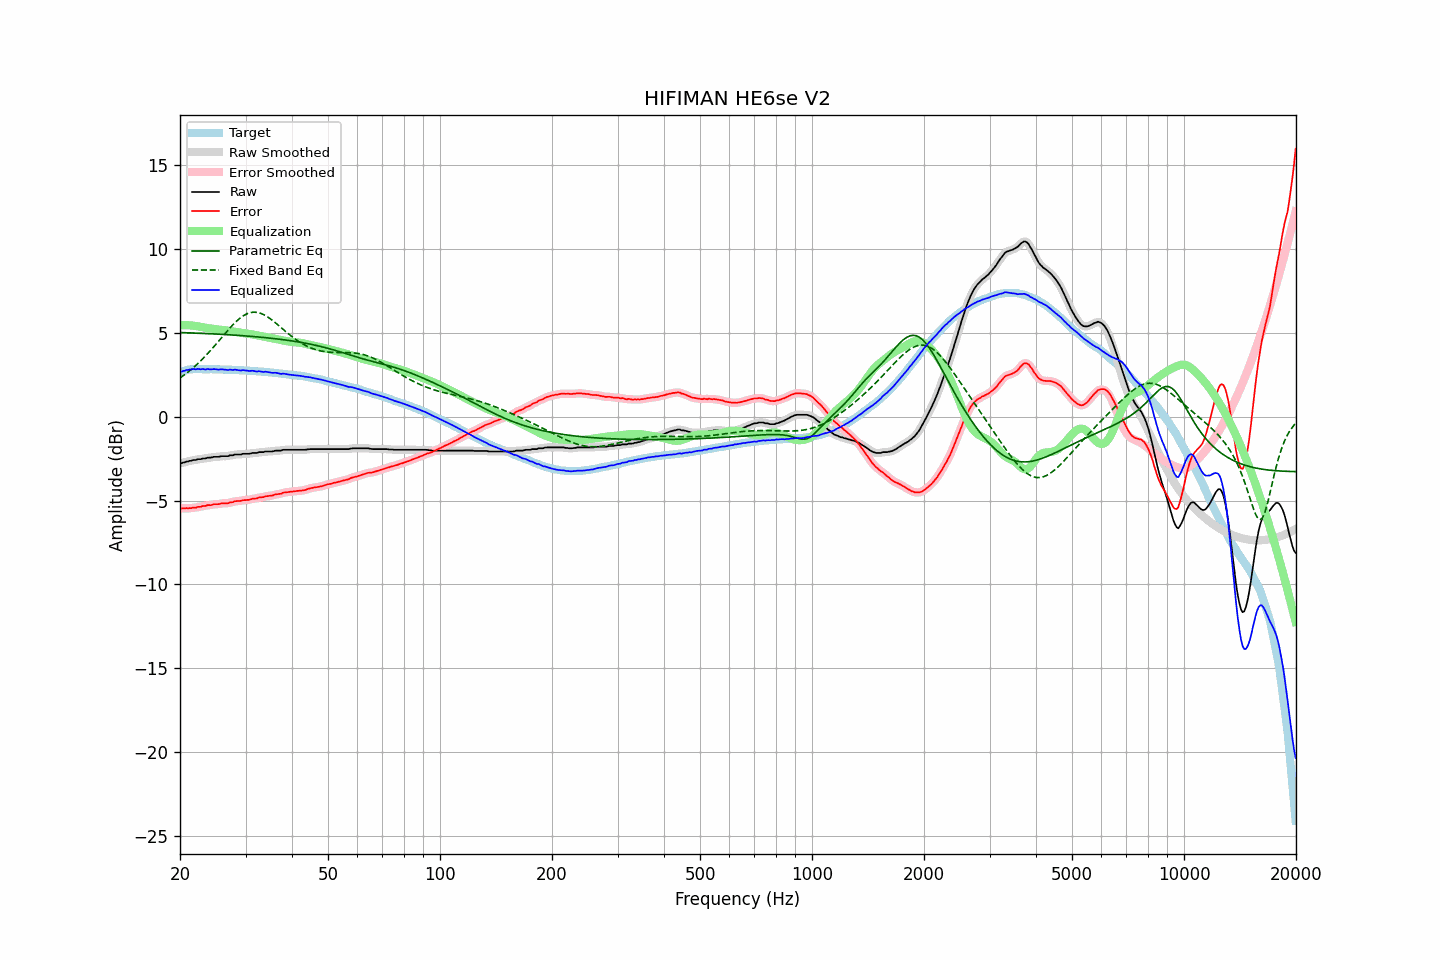 HIFIMAN HE6se V2
Target
Raw Smoothed
Error Smoothed
Raw
Error
Equalization
Parametric Eq
Fixed Band Eq
Equalized
15
10
5
0
−5
−10
−15
−20
−25
Amplitude (dBr)
20
50
100
200
500
1000
2000
5000
10000
20000
Frequency (Hz)